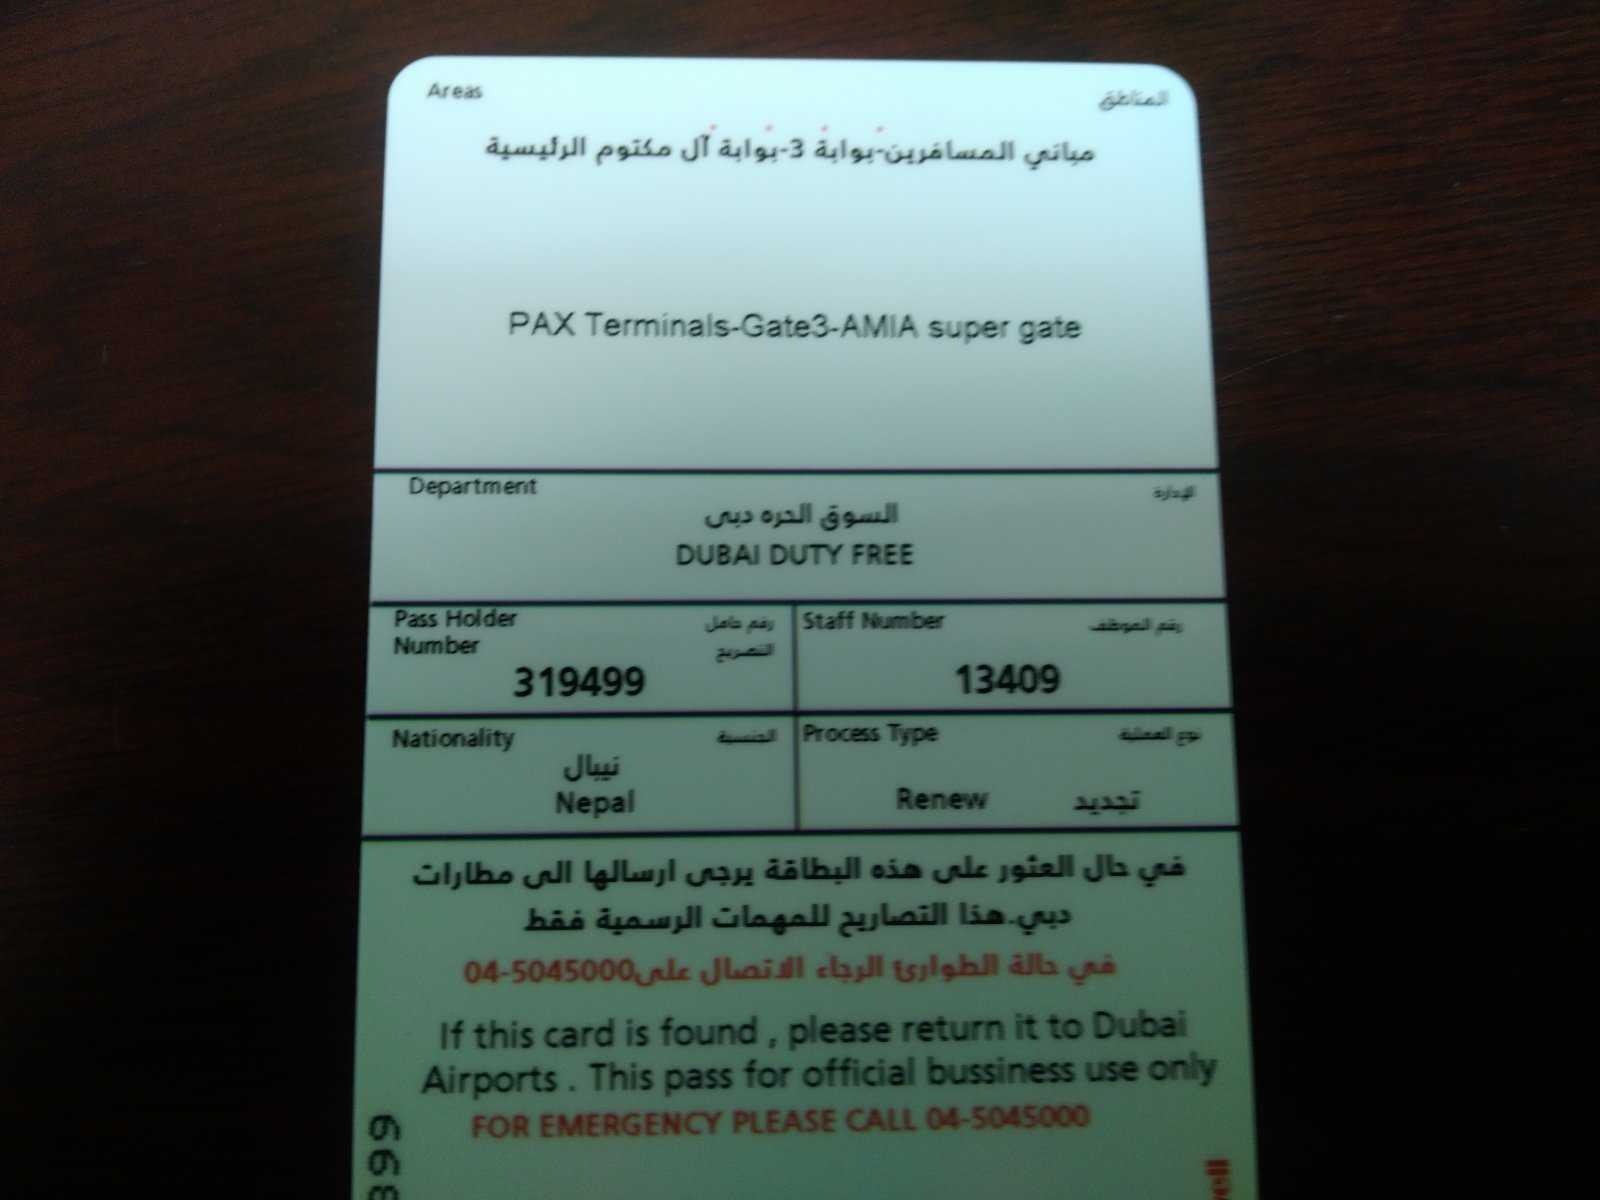 Areas المناطق
مباني المسافرين-بوابة 3-بوابة آل مكتوم الرئيسية
PAX Terminals-Gate3-AMIA super gate
Department الإدارة
السوق الحره دبى
DUBAI DUTY FREE
Pass Holder Number رقم حامل التصريح
319499
Staff Number رقم الموظف
13409
Nationality الجنسية
نيبال
Nepal
Process Type نوع العملية
Renew تجديد
في حال العثور على هذه البطاقة يرجى ارسالها الى مطارات
دبي.هذا التصاريح للمهمات الرسمية فقط
في حالة الطوارئ الرجاء الاتصال على04-5045000
If this card is found , please return it to Dubai
Airports . This pass for official bussiness use only
FOR EMERGENCY PLEASE CALL 04-5045000